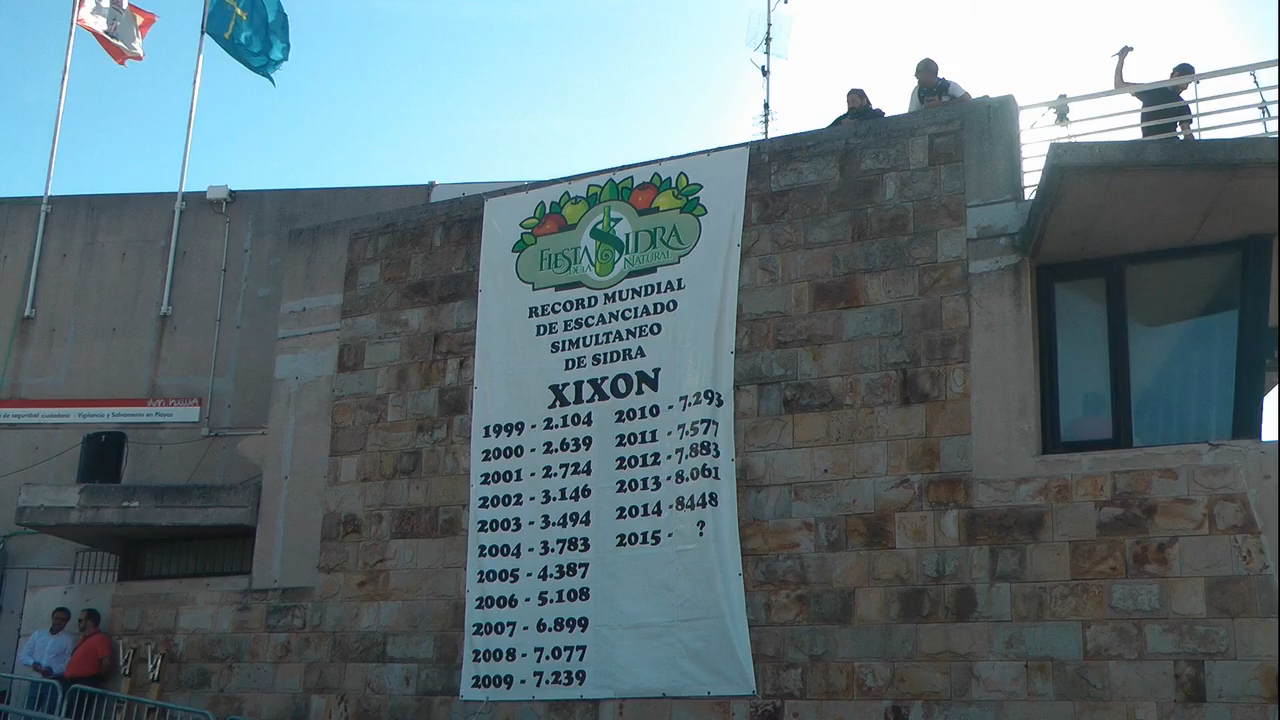 FIESTA SIDRA
DE LA NATURAL
RECORD MUNDIAL
DE ESCANCIADO
SIMULTANEO
DE SIDRA
XIXON
1999 - 2.104
2000 - 2.639
2001 - 2.724
2002 - 3.146
2003 - 3.494
2004 - 3.783
2005 - 4.387
2006 - 5.108
2007 - 6.899
2008 - 7.077
2009 - 7.239
2010 - 7.293
2011 - 7.577
2012 - 7.883
2013 - 8.061
2014 - 8448
2015 - ?
de seguridad ciudadana · Vigilancia y Salvamento en Playas